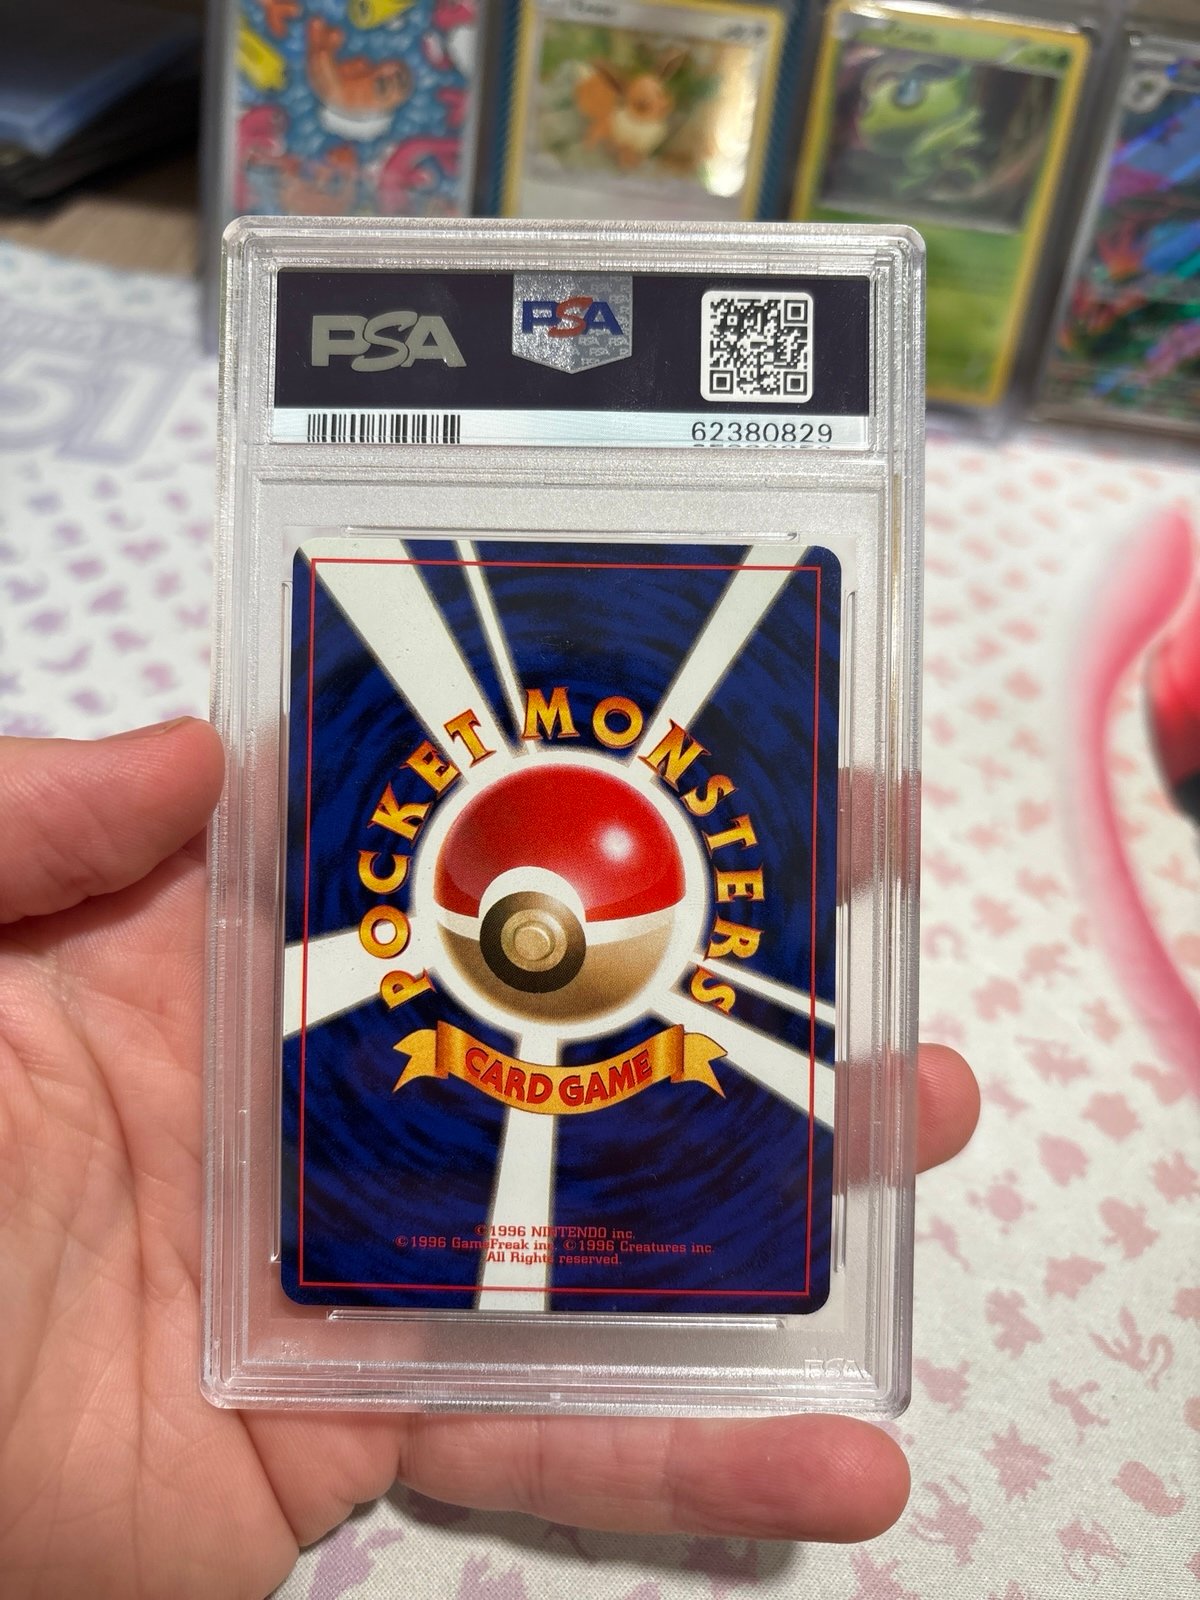 PSA
PSA
62380829
POCKET MONSTERS
CARD GAME
©1996 NINTENDO inc.
©1996 GameFreak inc. ©1996 Creatures inc.
All Rights reserved.
PSA